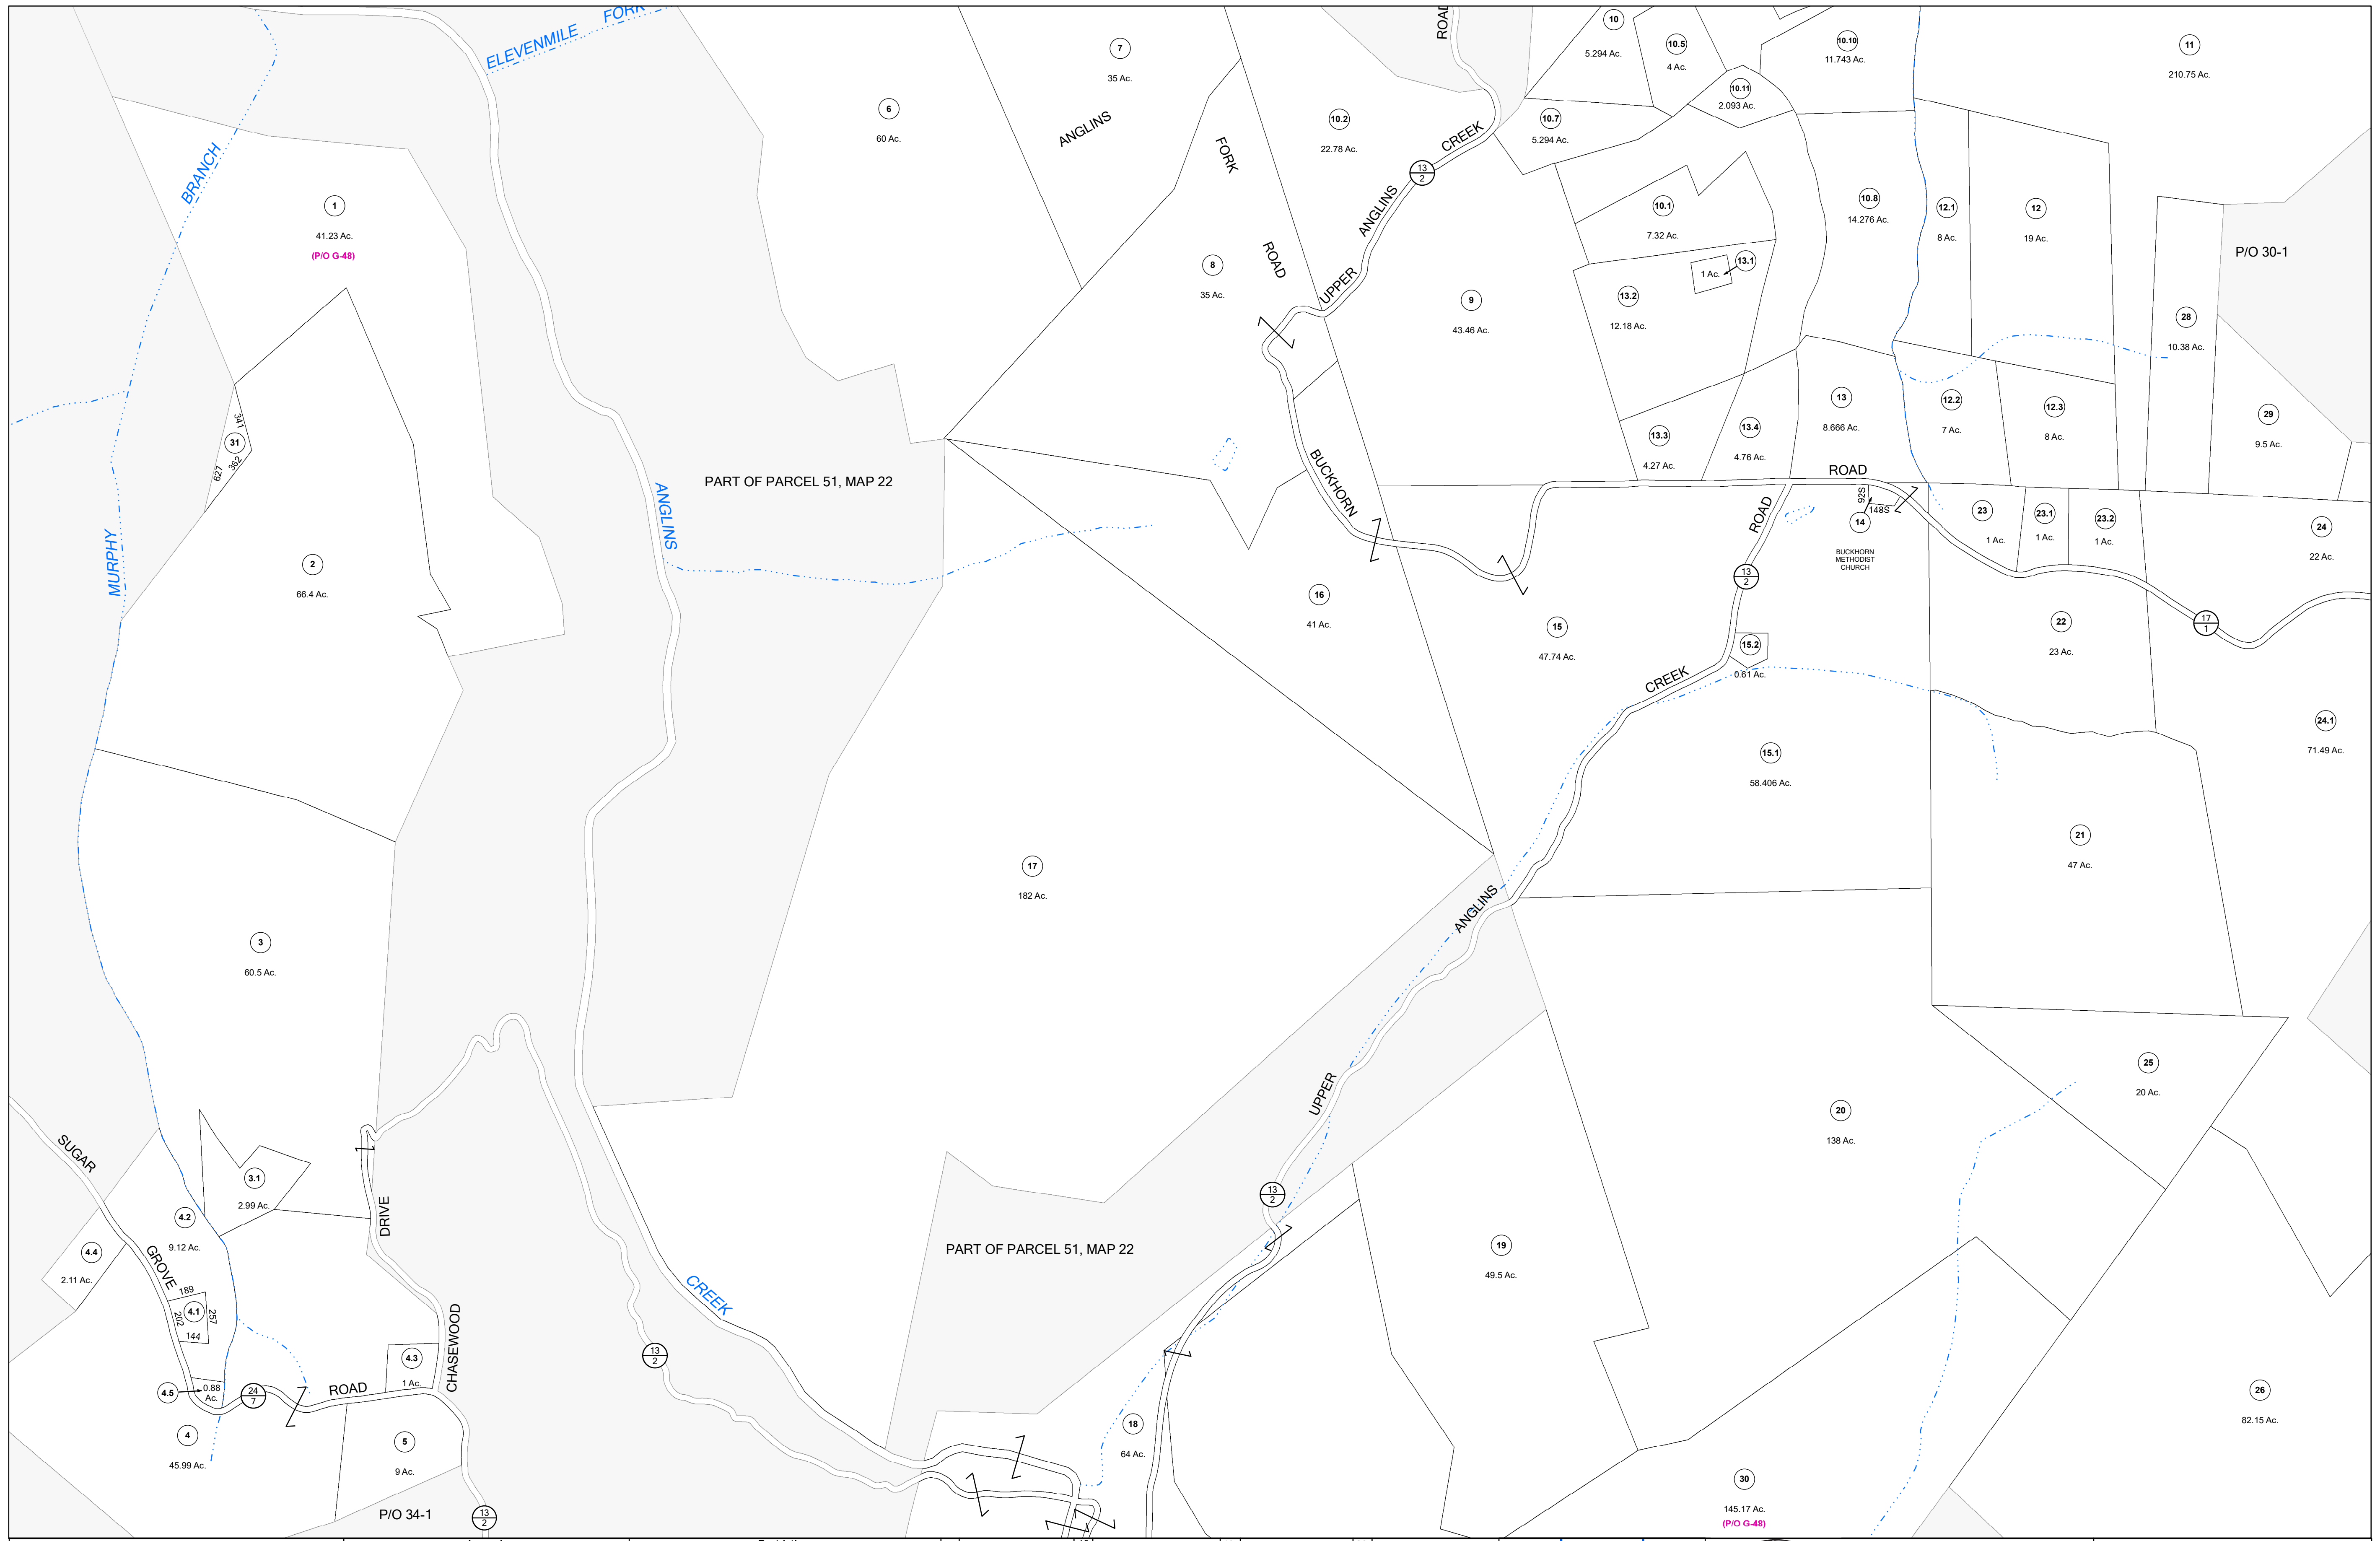 ELEVENMILE FORK
ROAD
7
35 Ac.
10
5.294 Ac.
10.5
4 Ac.
10.10
11.743 Ac.
11
210.75 Ac.
6
60 Ac.
ANGLINS
FORK
ROAD
10.2
22.78 Ac.
10.7
5.294 Ac.
10.11
2.093 Ac.
13
2
UPPER ANGLINS CREEK
BRANCH
1
41.23 Ac.
(P/O G-48)
8
35 Ac.
9
43.46 Ac.
10.1
7.32 Ac.
10.8
14.276 Ac.
12.1
8 Ac.
12
19 Ac.
P/O 30-1
13.1
1 Ac.
13.2
12.18 Ac.
28
10.38 Ac.
341
31
362
627
13.3
4.27 Ac.
13.4
4.76 Ac.
13
8.666 Ac.
12.2
7 Ac.
12.3
8 Ac.
29
9.5 Ac.
PART OF PARCEL 51, MAP 22
ANGLINS
BUCKHORN
ROAD
ROAD
92S
148S
14
BUCKHORN
METHODIST
CHURCH
23
1 Ac.
23.1
1 Ac.
23.2
1 Ac.
24
22 Ac.
MURPHY
2
66.4 Ac.
16
41 Ac.
15
47.74 Ac.
13
2
15.2
0.61 Ac.
CREEK
22
23 Ac.
17
1
24.1
71.49 Ac.
15.1
58.406 Ac.
21
47 Ac.
17
182 Ac.
ANGLINS
3
60.5 Ac.
UPPER
25
20 Ac.
20
138 Ac.
SUGAR
3.1
2.99 Ac.
DRIVE
13
2
4.2
9.12 Ac.
4.4
2.11 Ac.
GROVE
PART OF PARCEL 51, MAP 22
19
49.5 Ac.
189
4.1
202
257
144
CREEK
CHASEWOOD
4.3
1 Ac.
13
2
4.5
0.88
Ac.
24
7
ROAD
26
82.15 Ac.
4
45.99 Ac.
5
9 Ac.
18
64 Ac.
30
145.17 Ac.
(P/O G-48)
P/O 34-1
13
2